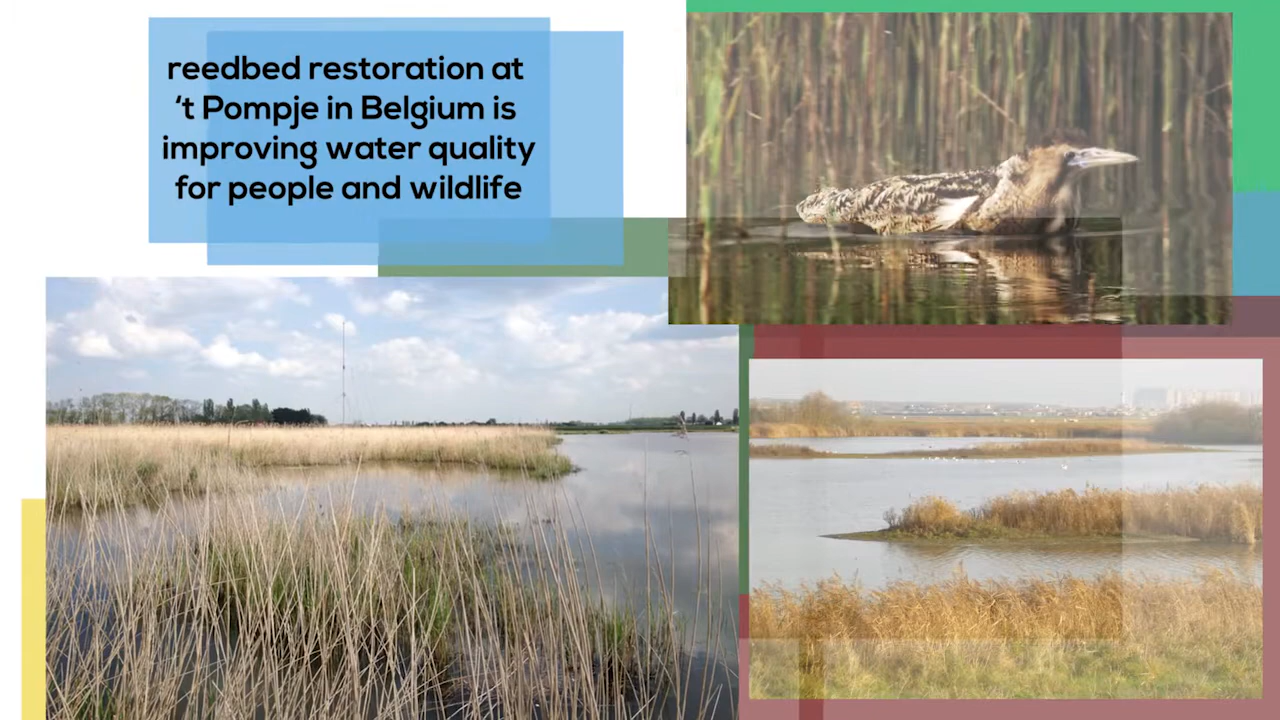 reedbed restoration at
‘t Pompje in Belgium is
improving water quality
for people and wildlife